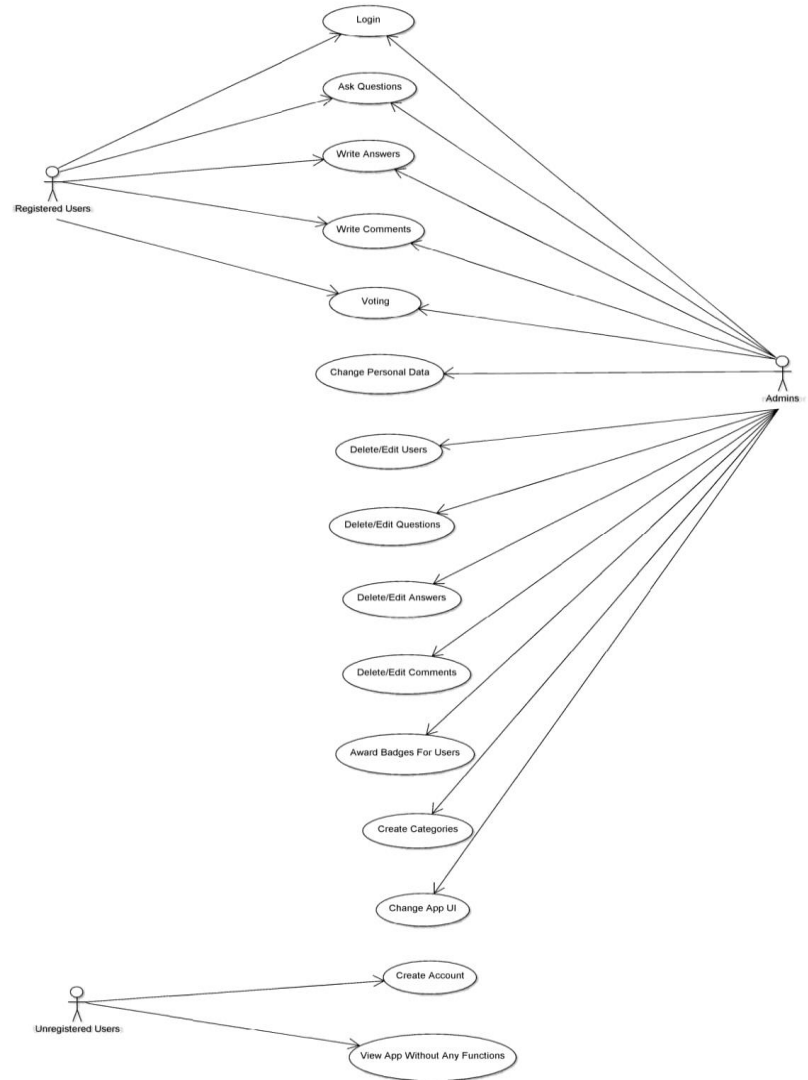 Login
Ask Questions
Write Answers
Registered Users
Write Comments
Voting
Change Personal Data
Admins
Delete/Edit Users
Delete/Edit Questions
Delete/Edit Answers
Delete/Edit Comments
Award Badges For Users
Create Categories
Change App UI
Create Account
Unregistered Users
View App Without Any Functions